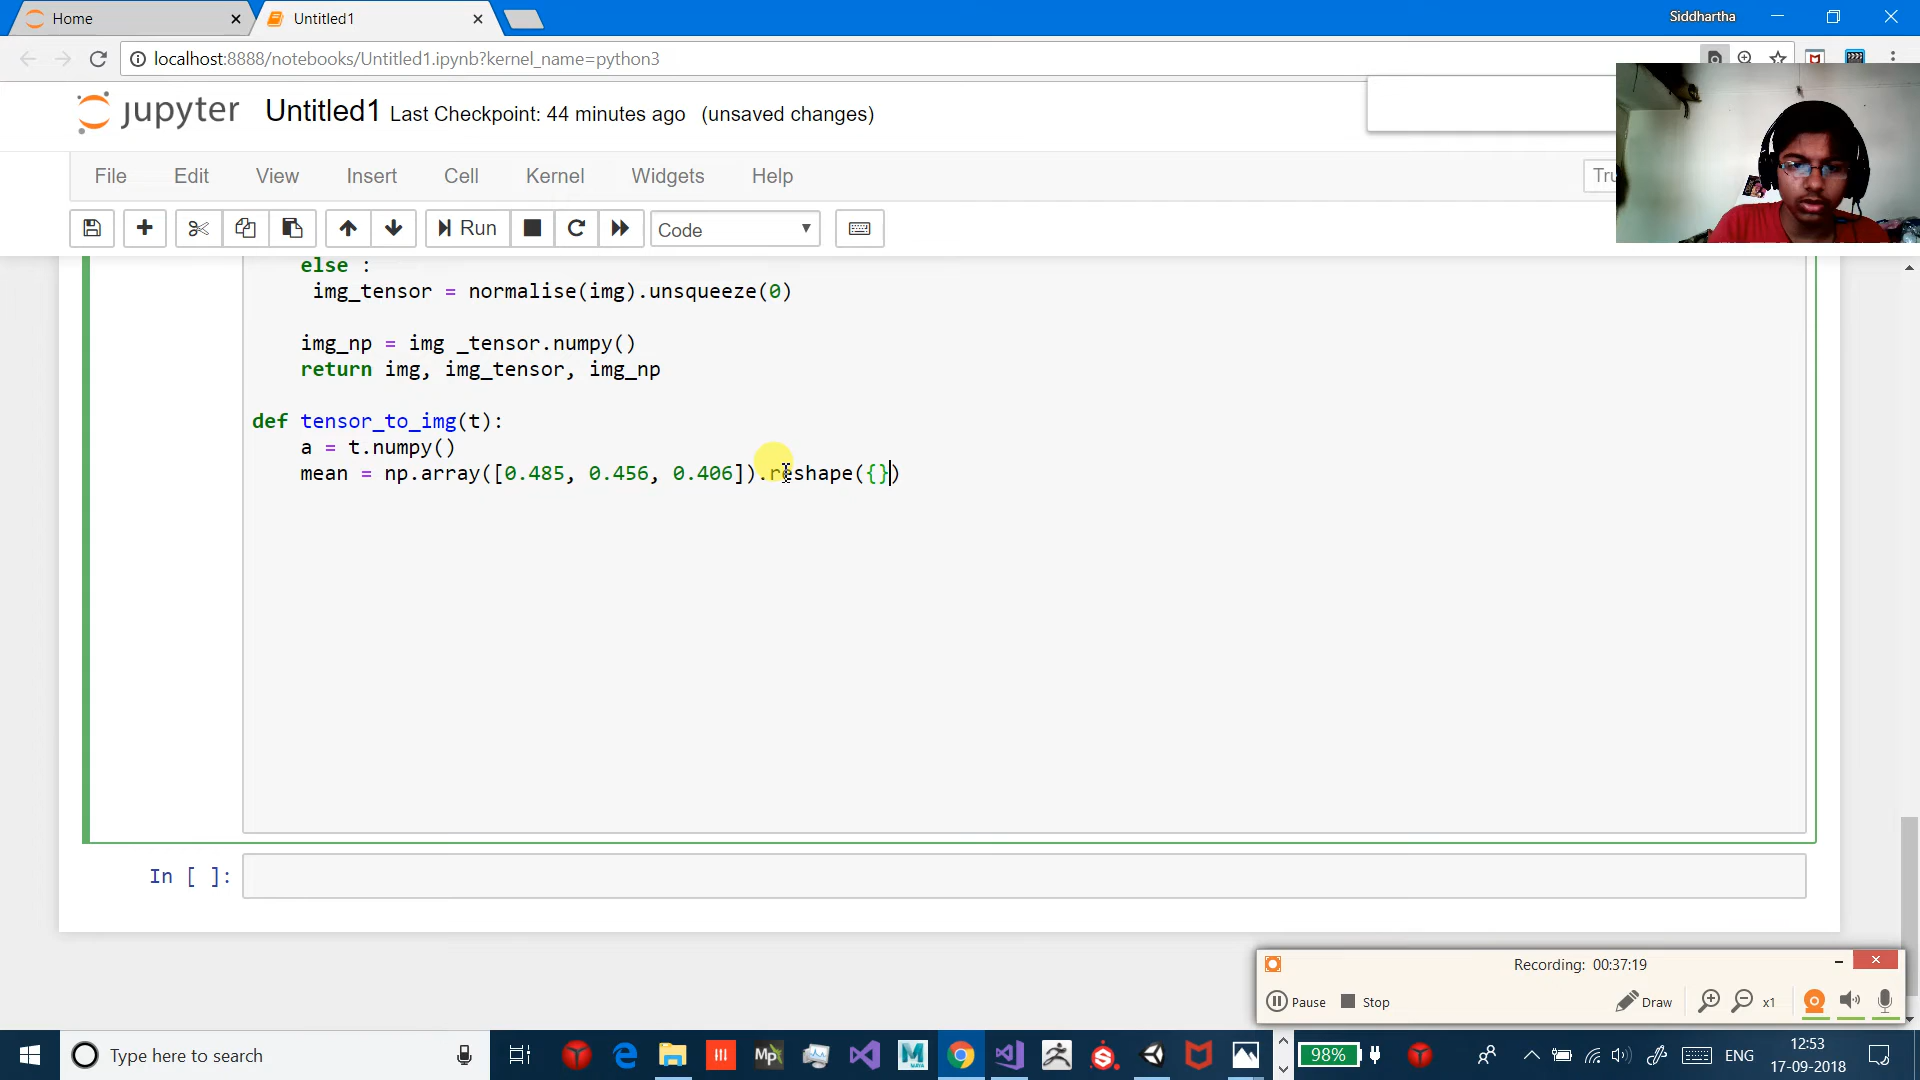 Home
Untitled1
Siddhartha
localhost:8888/notebooks/Untitled1.ipynb?kernel_name=python3
jupyter Untitled1 Last Checkpoint: 44 minutes ago (unsaved changes)
File Edit View Insert Cell Kernel Widgets Help
Tru
Run
Code
else :
img_tensor = normalise(img).unsqueeze(0)
img_np = img _tensor.numpy()
return img, img_tensor, img_np
def tensor_to_img(t):
a = t.numpy()
mean = np.array([0.485, 0.456, 0.406]).reshape({})
In [ ]:
Recording: 00:37:19
Pause Stop Draw x1
Type here to search
Mp
MAYA
98%
ENG
12:53
17-09-2018